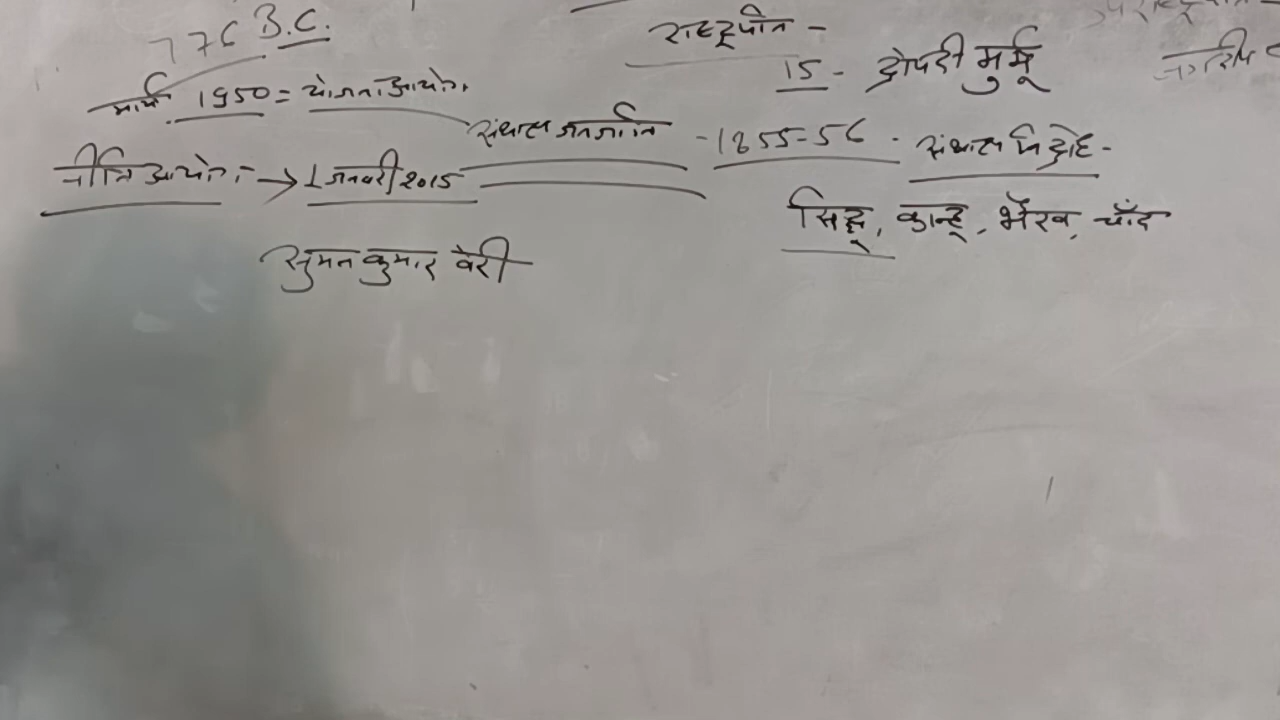 776 B.C.
राष्ट्रपति -
15 - द्रोपदी मुर्मू
मार्च 1950 = योजना आयोग
संथाल जनजाति - 1855-56 - संथाल विद्रोह -
नीति आयोग - → 1 जनवरी 2015
सिद्धू, कान्हू, भैरव, चाँद
सुमन कुमार वेरी